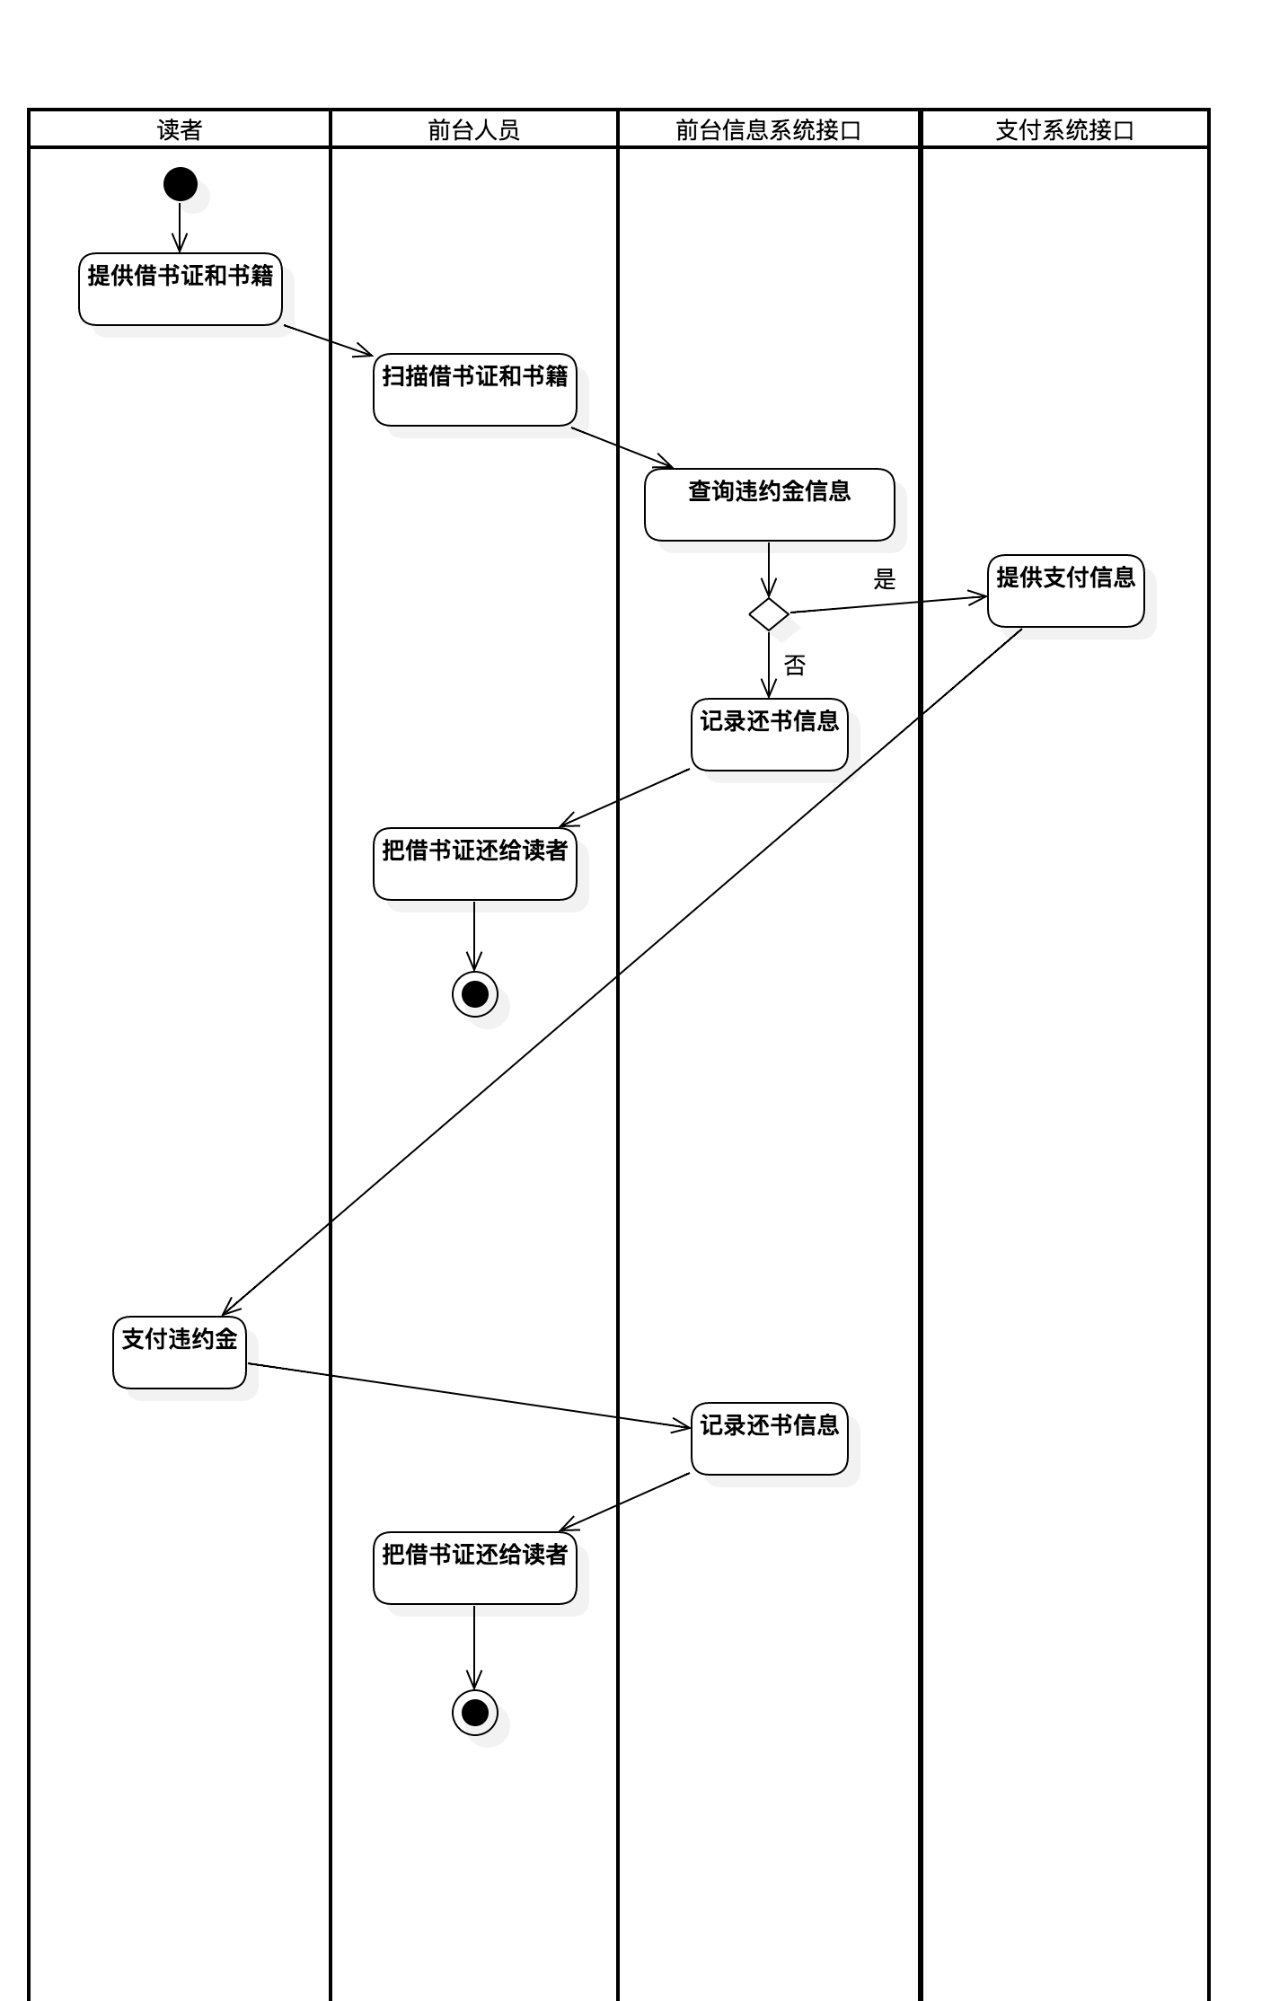 读者
前台人员
前台信息系统接口
支付系统接口
提供借书证和书籍
扫描借书证和书籍
查询违约金信息
是
提供支付信息
否
记录还书信息
把借书证还给读者
支付违约金
记录还书信息
把借书证还给读者